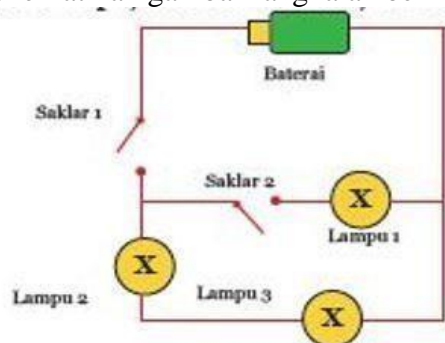 Baterai
Saklar 1
Saklar 2
X
Lampu 1
X
Lampu 2
Lampu 3
X